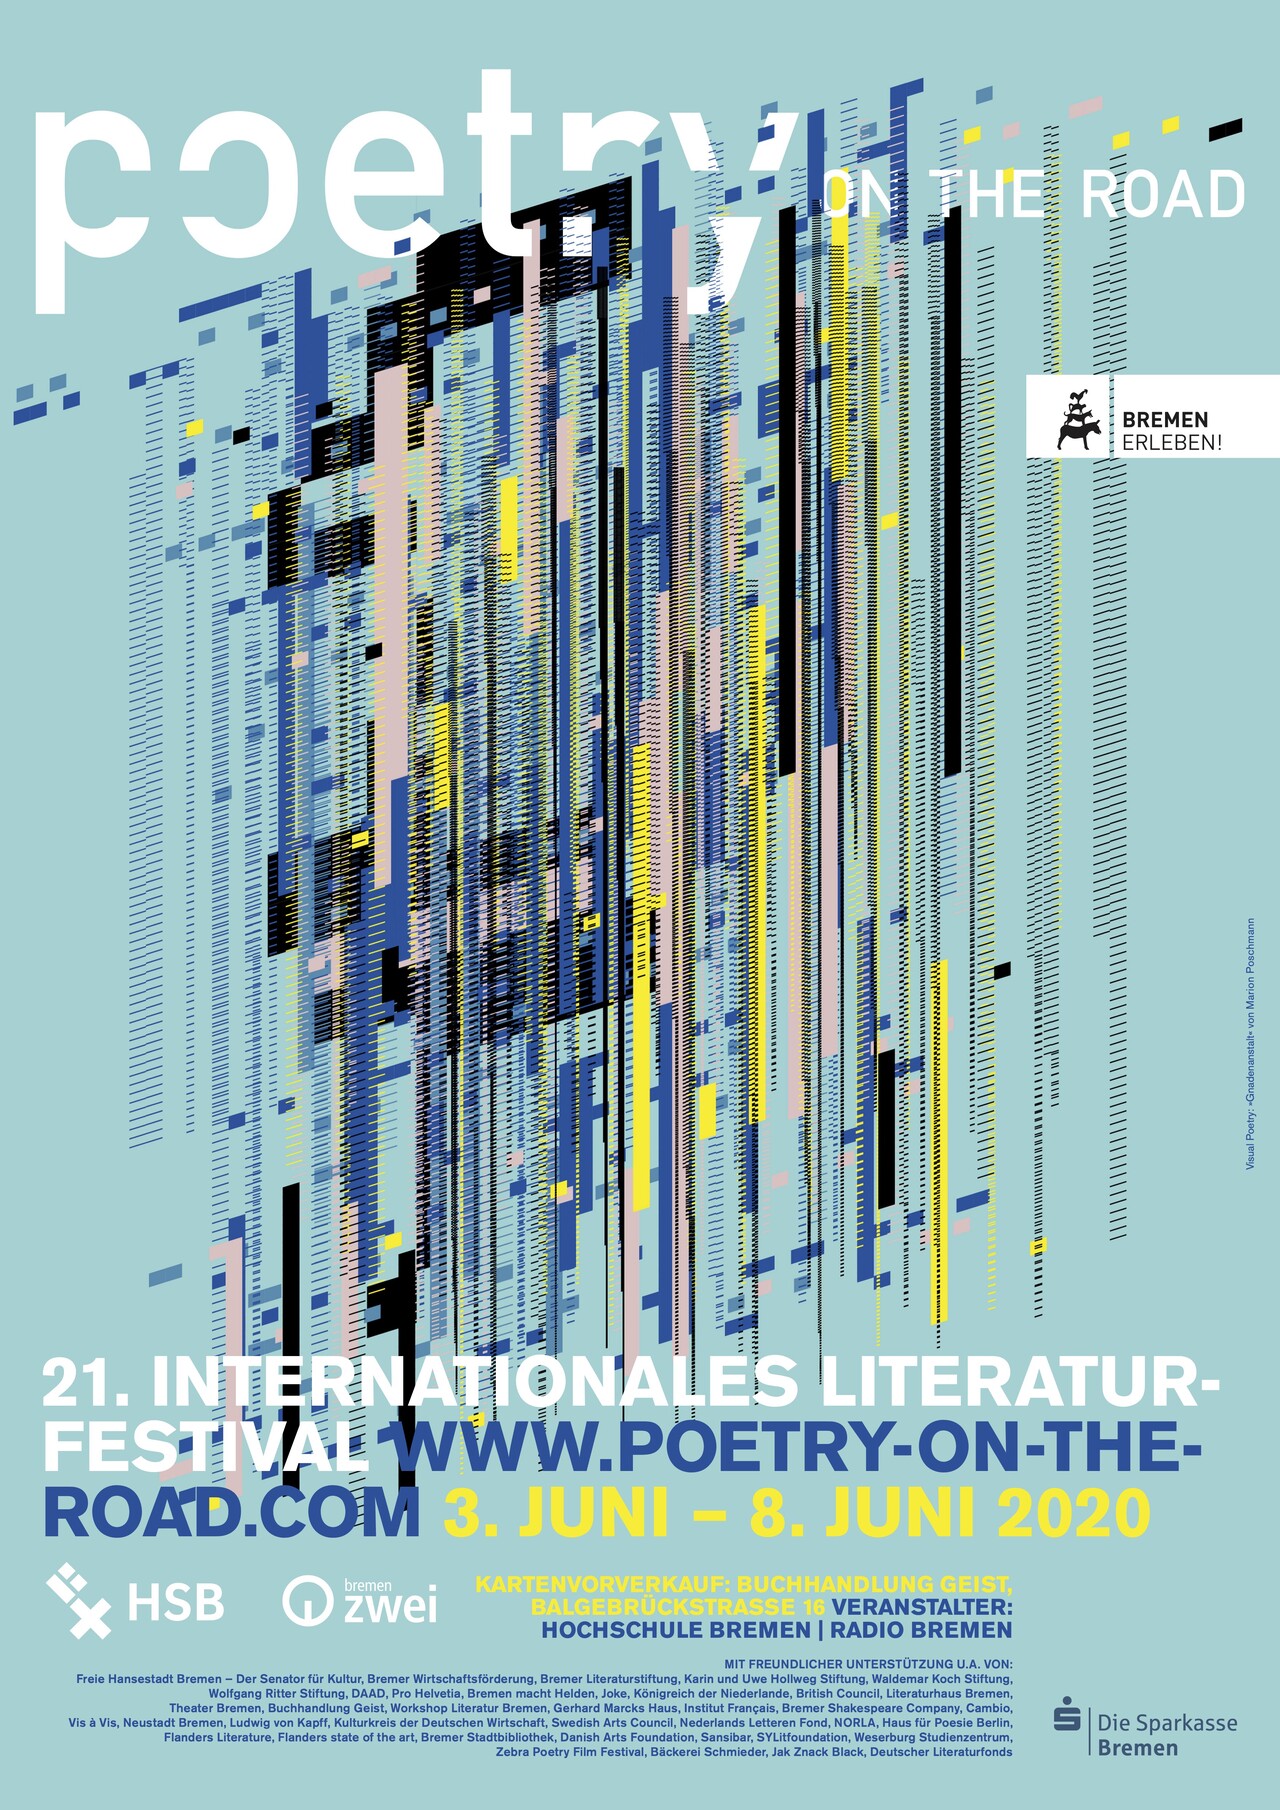 poetry
ON THE ROAD
BREMEN
ERLEBEN!
Visual Poetry: »Gnadenanstalt« von Marion Poschmann
21. INTERNATIONALES LITERATUR-
FESTIVAL WWW.POETRY-ON-THE-
ROAD.COM 3. JUNI – 8. JUNI 2020
HSB
bremen
zwei
KARTENVORVERKAUF: BUCHHANDLUNG GEIST,
BALGEBRÜCKSTRASSE 16 VERANSTALTER:
HOCHSCHULE BREMEN | RADIO BREMEN
MIT FREUNDLICHER UNTERSTÜTZUNG U.A. VON:
Freie Hansestadt Bremen – Der Senator für Kultur, Bremer Wirtschaftsförderung, Bremer Literaturstiftung, Karin und Uwe Hollweg Stiftung, Waldemar Koch Stiftung,
Wolfgang Ritter Stiftung, DAAD, Pro Helvetia, Bremen macht Helden, Joke, Königreich der Niederlande, British Council, Literaturhaus Bremen,
Theater Bremen, Buchhandlung Geist, Workshop Literatur Bremen, Gerhard Marcks Haus, Institut Français, Bremer Shakespeare Company, Cambio,
Vis à Vis, Neustadt Bremen, Ludwig von Kapff, Kulturkreis der Deutschen Wirtschaft, Swedish Arts Council, Nederlands Letteren Fond, NORLA, Haus für Poesie Berlin,
Flanders Literature, Flanders state of the art, Bremer Stadtbibliothek, Danish Arts Foundation, Sansibar, SYLitfoundation, Weserburg Studienzentrum,
Zebra Poetry Film Festival, Bäckerei Schmieder, Jak Znack Black, Deutscher Literaturfonds
Die Sparkasse
Bremen